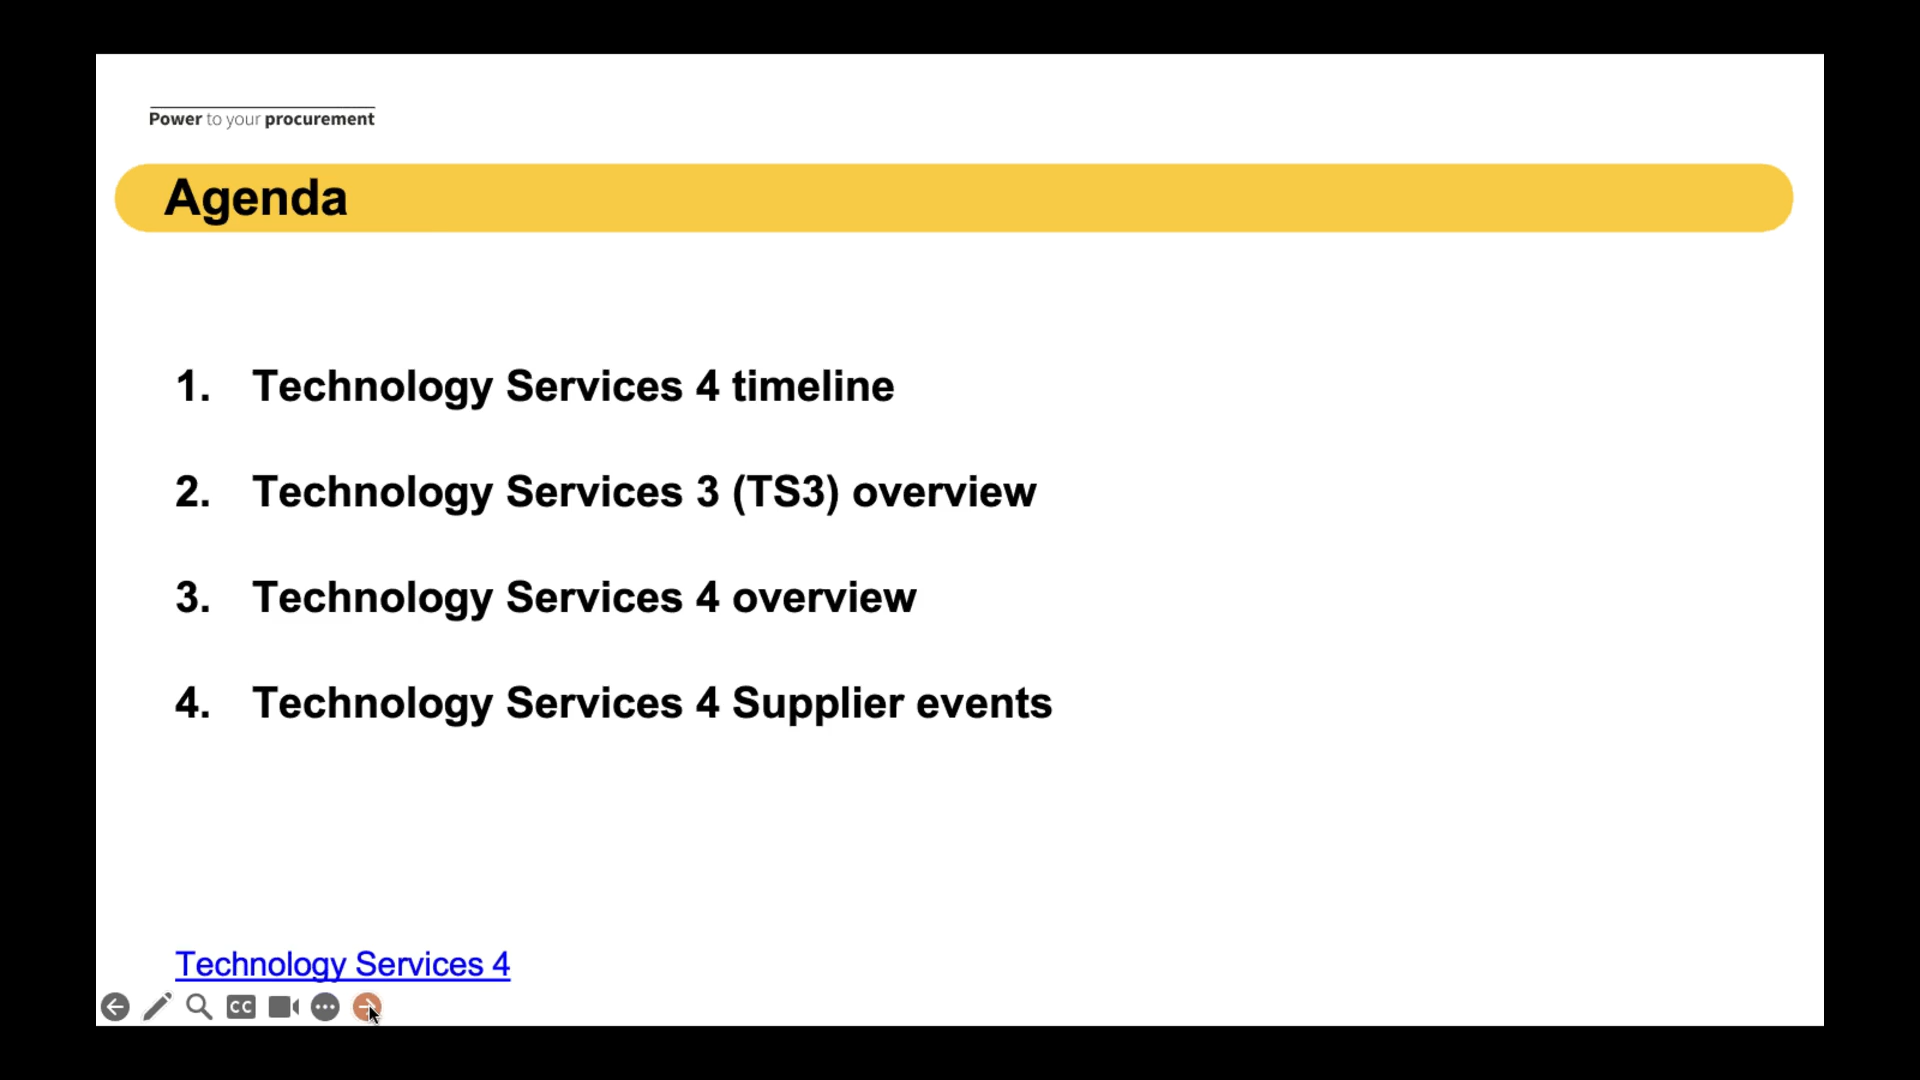 Power to your procurement
Agenda
1. Technology Services 4 timeline
2. Technology Services 3 (TS3) overview
3. Technology Services 4 overview
4. Technology Services 4 Supplier events
Technology Services 4
CC